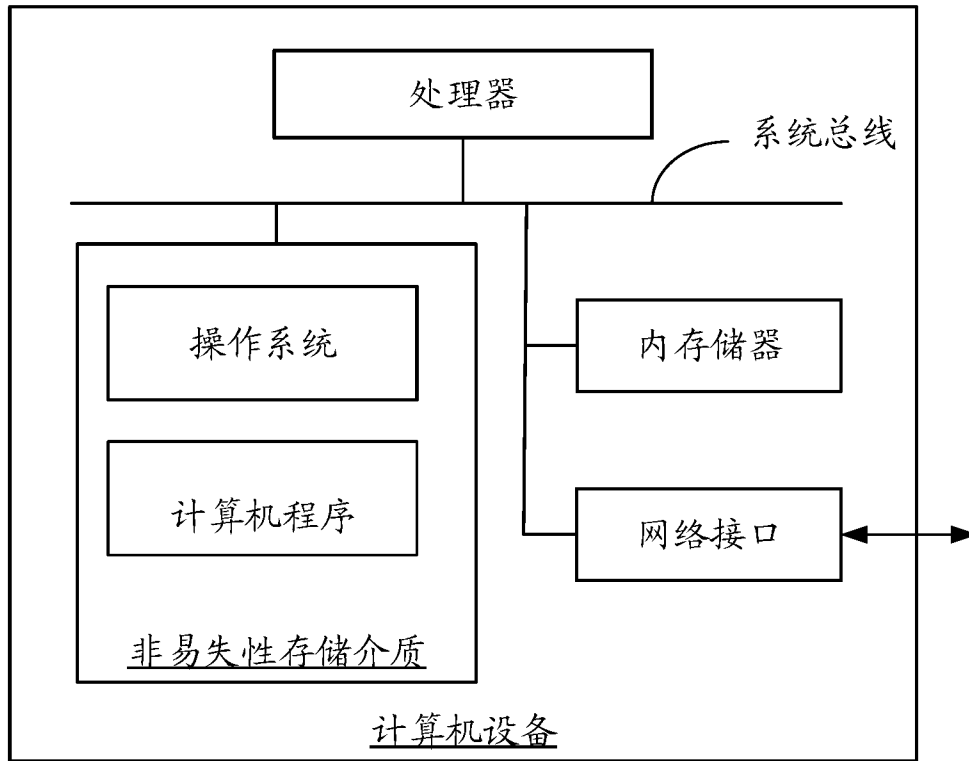 处理器
系统总线
操作系统
内存储器
计算机程序
网络接口
非易失性存储介质
计算机设备